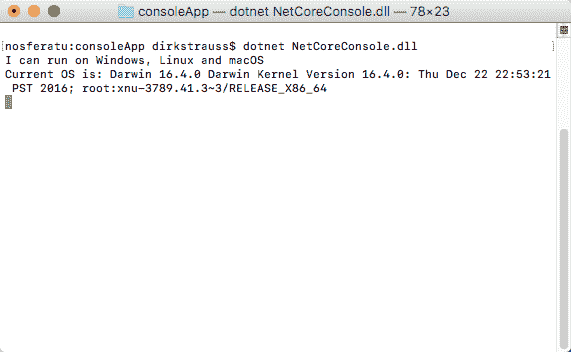 consoleApp — dotnet NetCoreConsole.dll — 78×23
[nosferatu:consoleApp dirkstrauss$ dotnet NetCoreConsole.dll ]
I can run on Windows, Linux and macOS
Current OS is: Darwin 16.4.0 Darwin Kernel Version 16.4.0: Thu Dec 22 22:53:21
 PST 2016; root:xnu-3789.41.3~3/RELEASE_X86_64